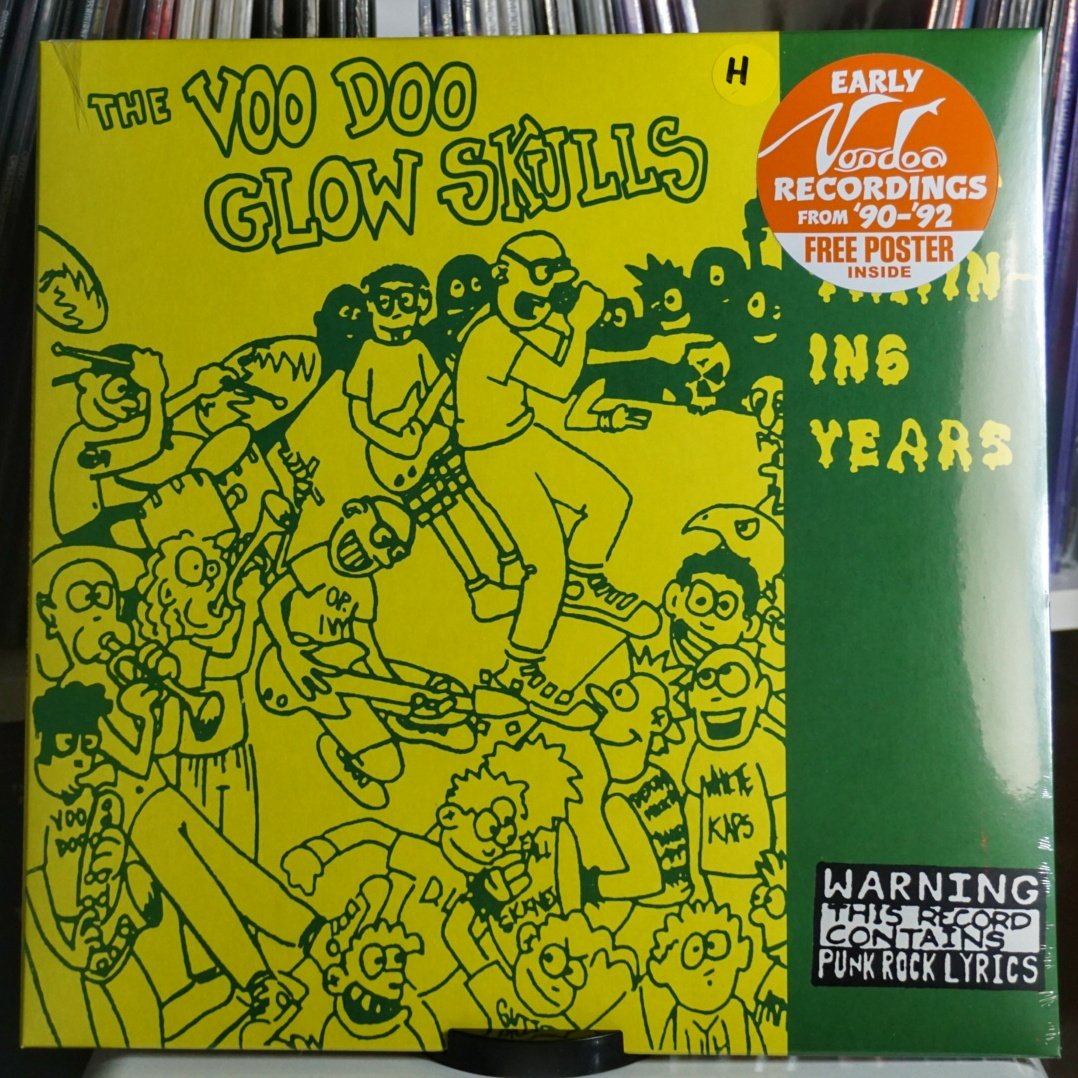 THE VOO DOO
GLOW SKULLS
H
EARLY
Voodoo
RECORDINGS
FROM '90-'92
FREE POSTER
INSIDE
ING
YEARS
OP.
IVY
VOO
DOO
WHITE
KAPS
WARNING
THIS RECORD
CONTAINS
PUNK ROCK LYRICS